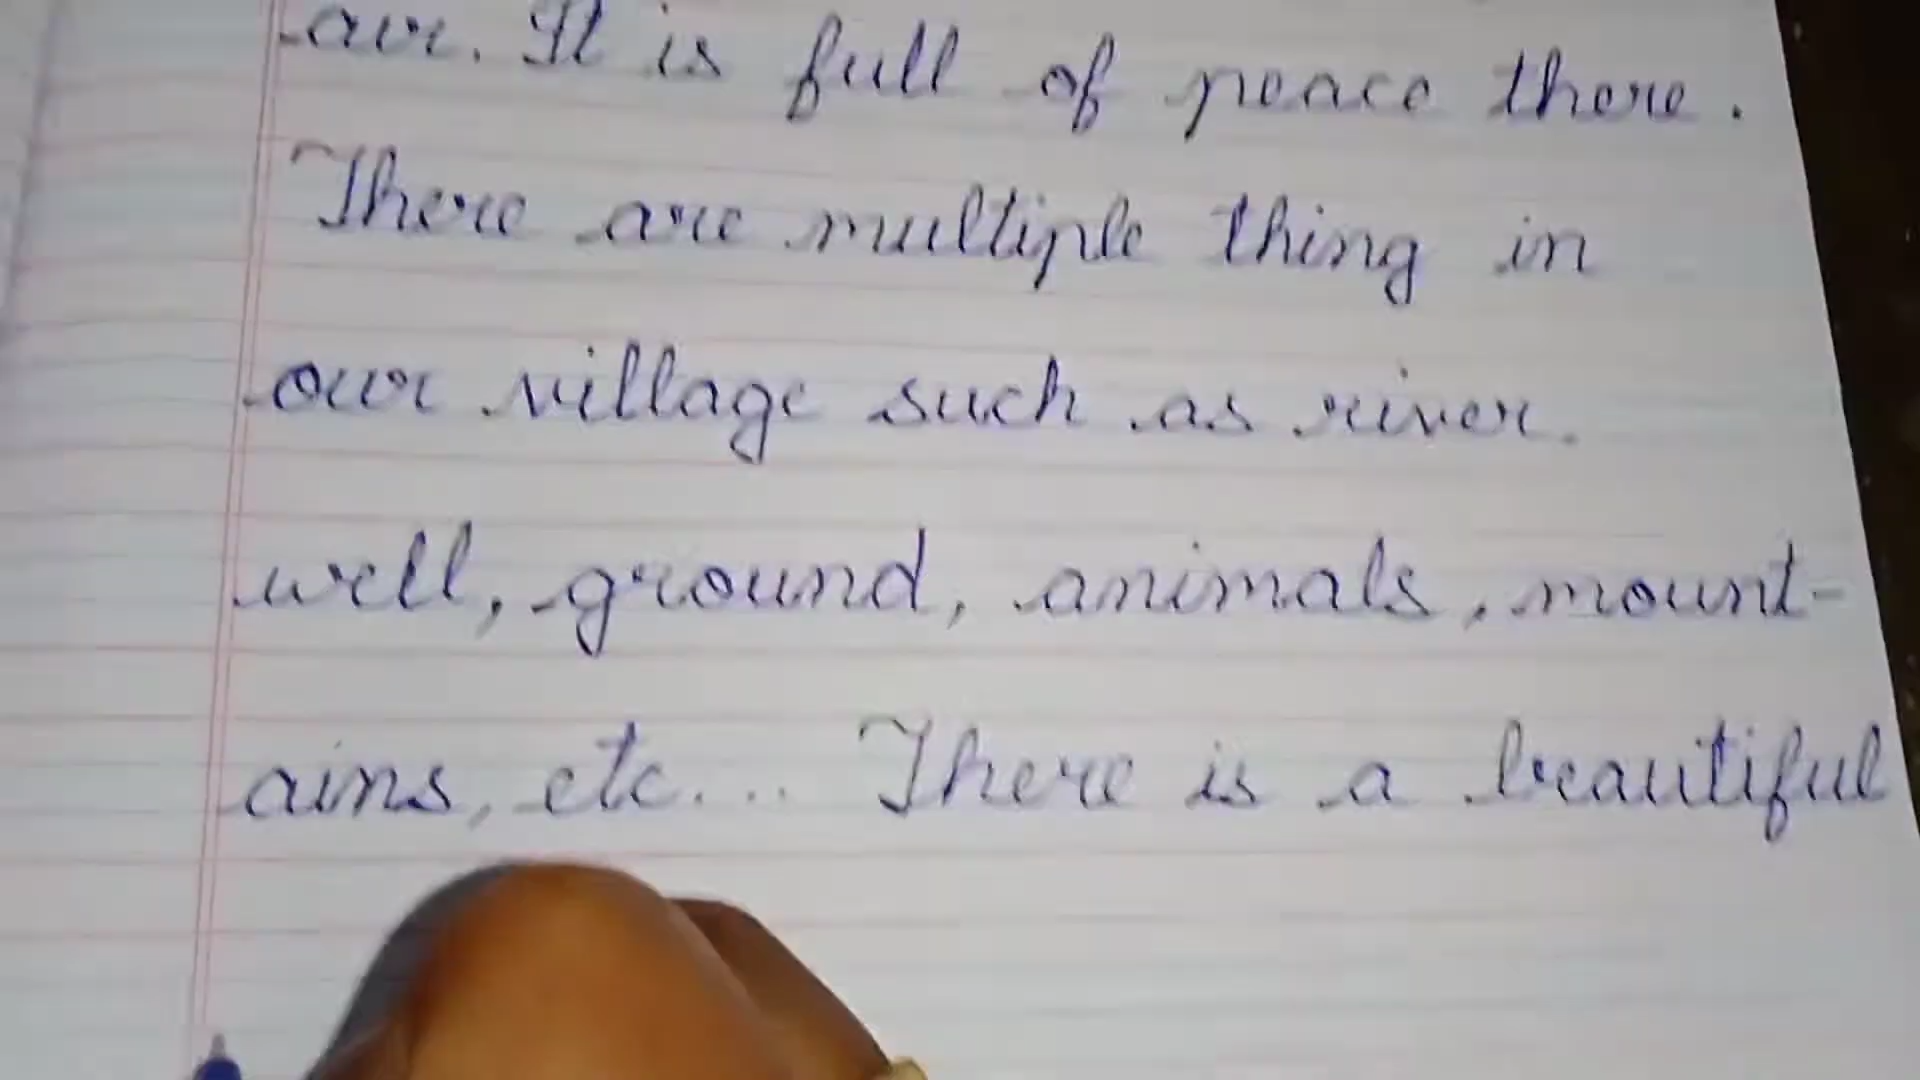 air. It is full of peace there.
There are multiple thing in
our village such as river.
well, ground, animals, mount-
ains, etc... There is a beautiful